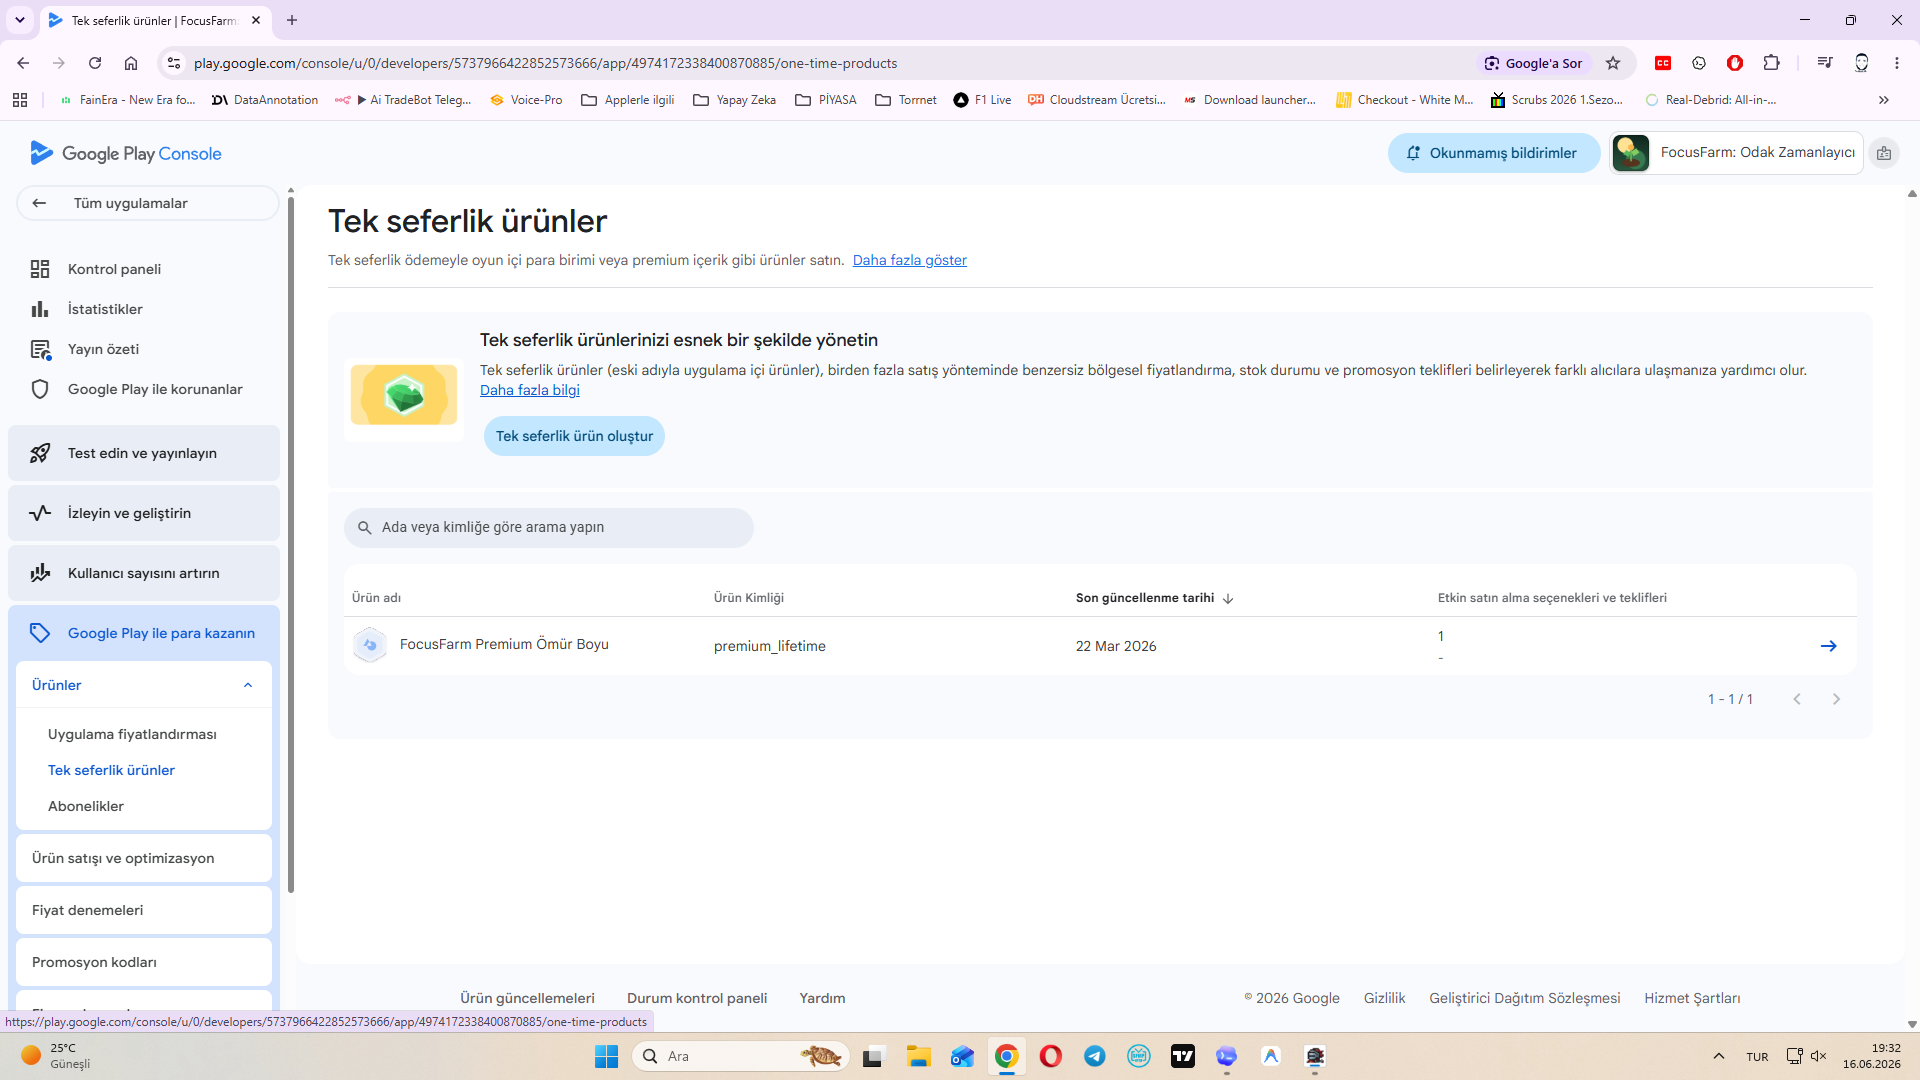 Tek seferlik ürünler | FocusFarm:
play.google.com/console/u/0/developers/5737966422852573666/app/4974172338400870885/one-time-products
Google'a Sor
FainEra - New Era fo...
DataAnnotation
Ai TradeBot Teleg...
Voice-Pro
Applerle ilgili
Yapay Zeka
PİYASA
Torrnet
F1 Live
Cloudstream Ücretsi...
Download launcher...
Checkout - White M...
Scrubs 2026 1.Sezo...
Real-Debrid: All-in-...
Google Play Console
Okunmamış bildirimler
FocusFarm: Odak Zamanlayıcı
Tüm uygulamalar
Kontrol paneli
İstatistikler
Yayın özeti
Google Play ile korunanlar
Test edin ve yayınlayın
İzleyin ve geliştirin
Kullanıcı sayısını artırın
Google Play ile para kazanın
Ürünler
Uygulama fiyatlandırması
Tek seferlik ürünler
Abonelikler
Ürün satışı ve optimizasyon
Fiyat denemeleri
Promosyon kodları
Tek seferlik ürünler
Tek seferlik ödemeyle oyun içi para birimi veya premium içerik gibi ürünler satın. Daha fazla göster
Tek seferlik ürünlerinizi esnek bir şekilde yönetin
Tek seferlik ürünler (eski adıyla uygulama içi ürünler), birden fazla satış yönteminde benzersiz bölgesel fiyatlandırma, stok durumu ve promosyon teklifleri belirleyerek farklı alıcılara ulaşmanıza yardımcı olur.
Daha fazla bilgi
Tek seferlik ürün oluştur
Ada veya kimliğe göre arama yapın
Ürün adı
Ürün Kimliği
Son güncellenme tarihi
Etkin satın alma seçenekleri ve teklifleri
FocusFarm Premium Ömür Boyu
premium_lifetime
22 Mar 2026
1
-
1 - 1 / 1
Ürün güncellemeleri
Durum kontrol paneli
Yardım
© 2026 Google
Gizlilik
Geliştirici Dağıtım Sözleşmesi
Hizmet Şartları
https://play.google.com/console/u/0/developers/5737966422852573666/app/4974172338400870885/one-time-products
25°C
Güneşli
Ara
TUR
19:32
16.06.2026